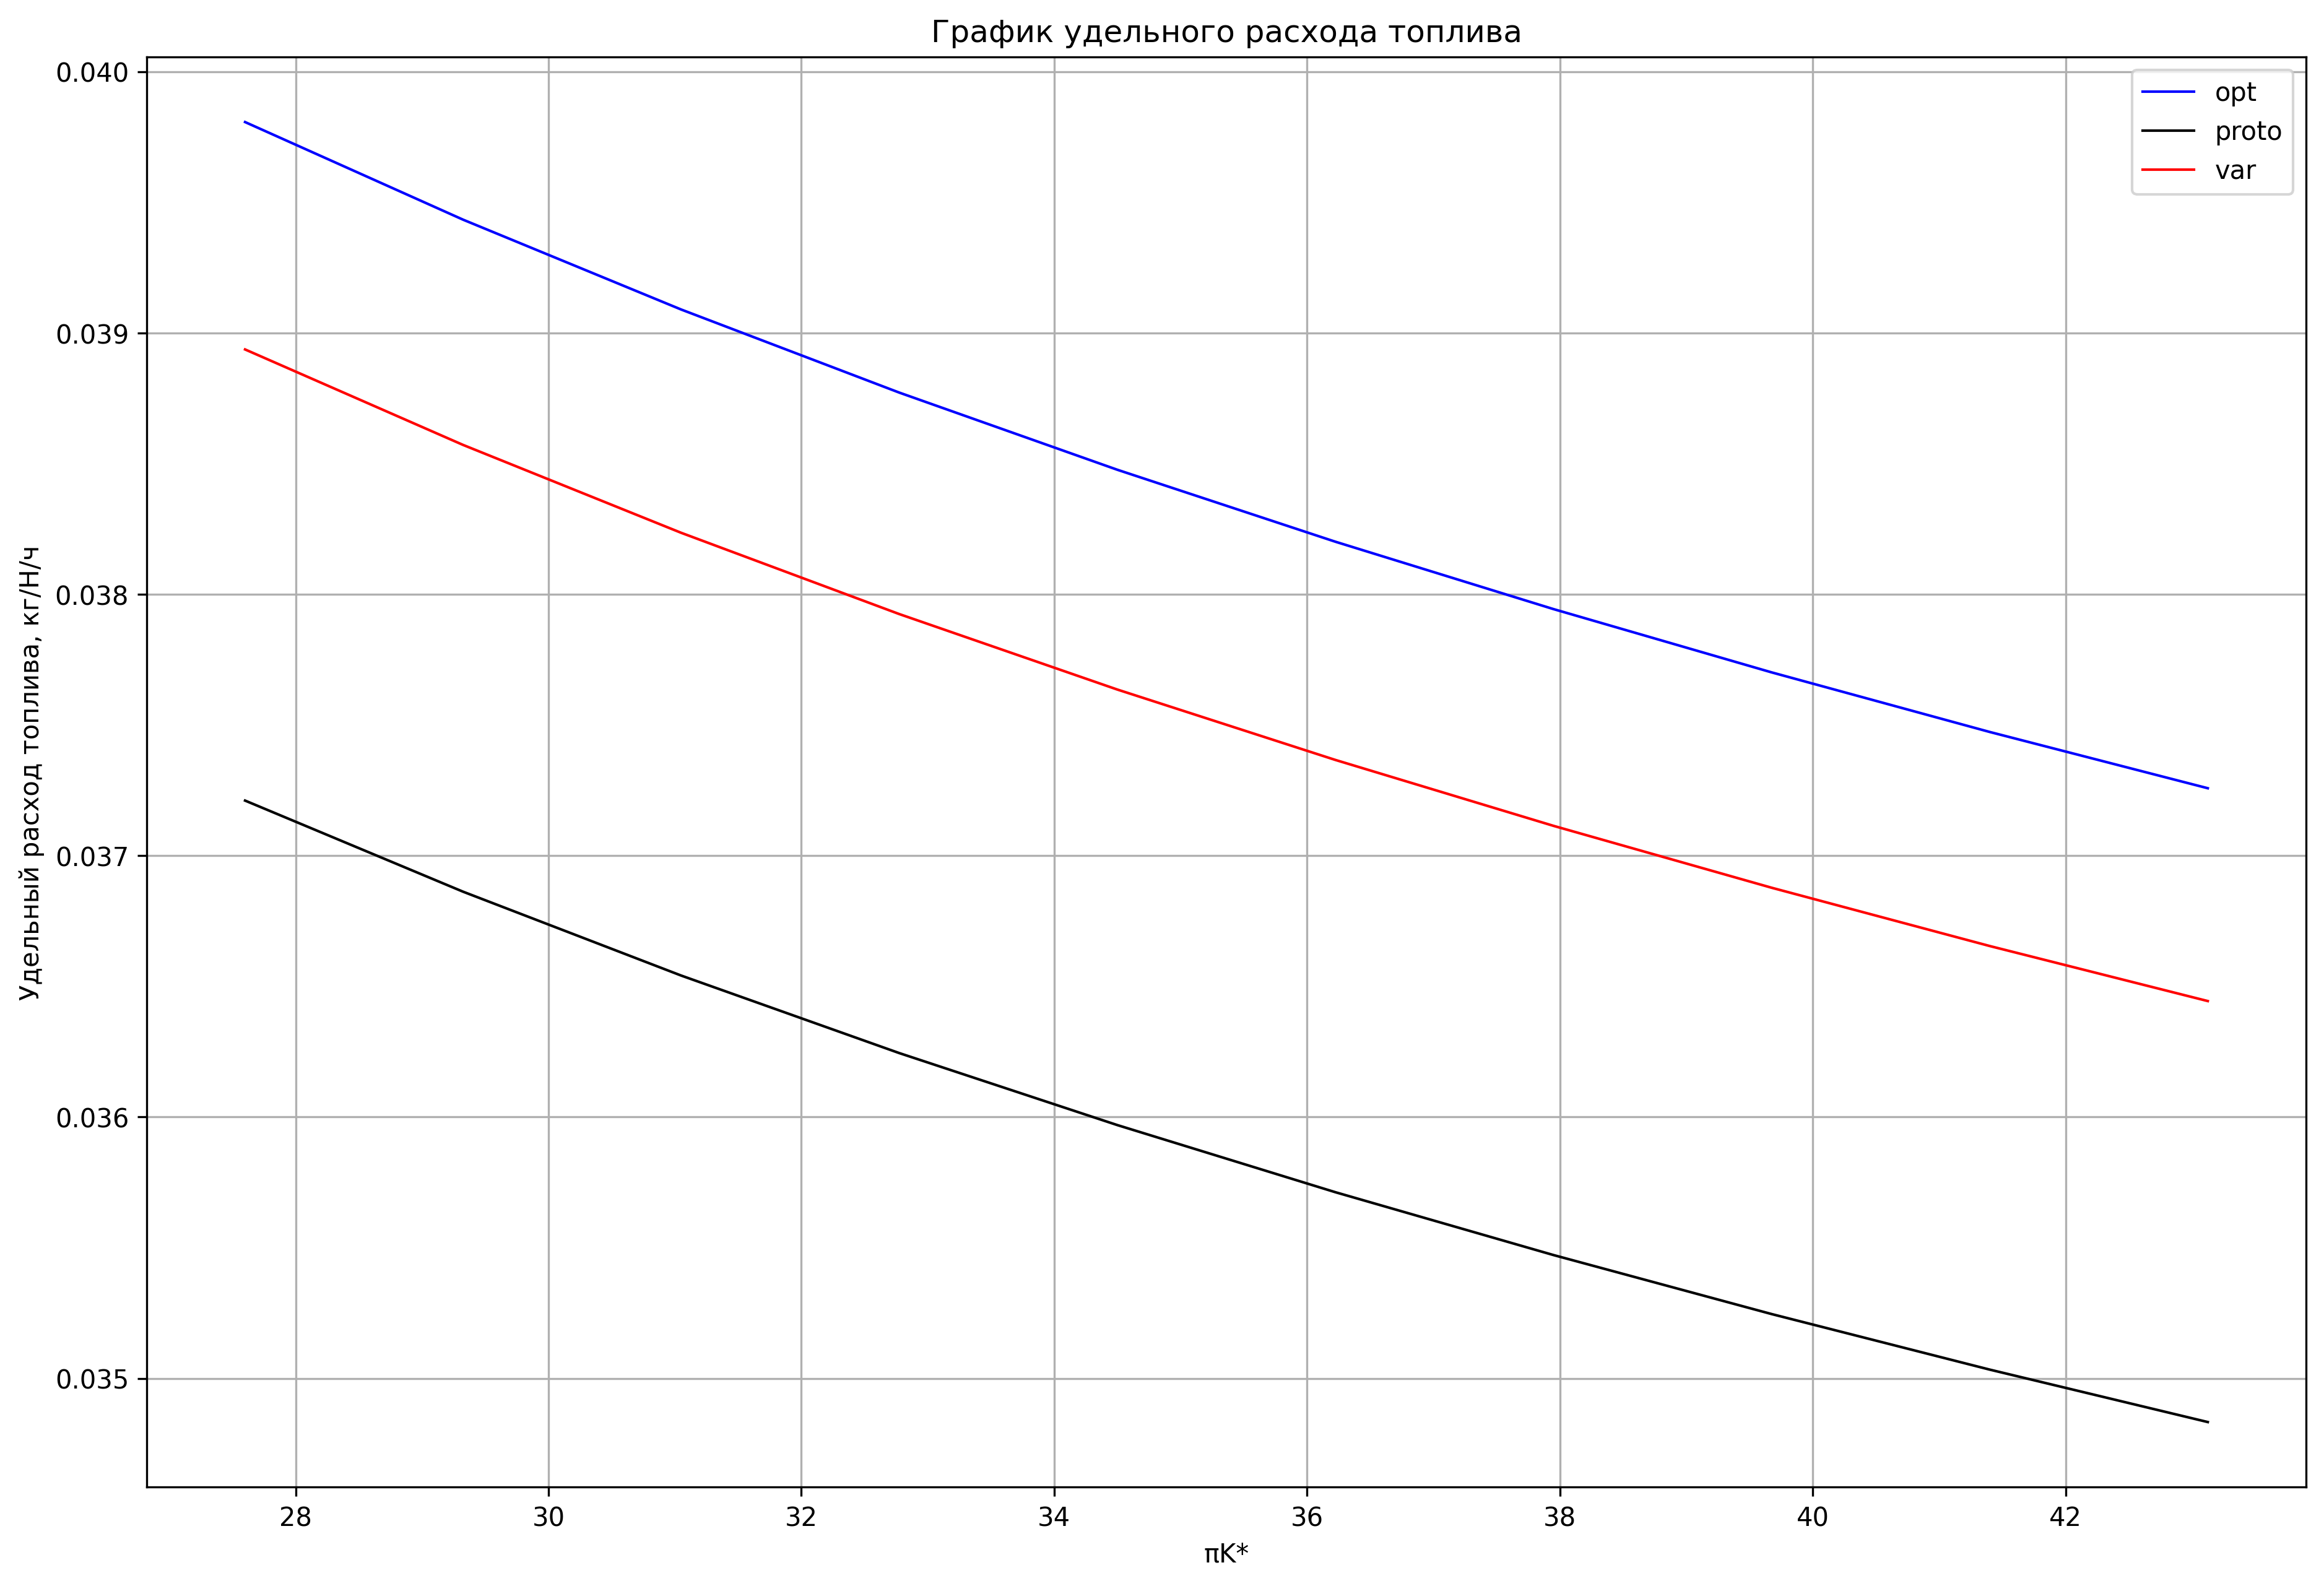 График удельного расхода топлива
opt
proto
var
Удельный расход топлива, кг/Н/ч
0.040
0.039
0.038
0.037
0.036
0.035
28 30 32 34 36 38 40 42
πK*